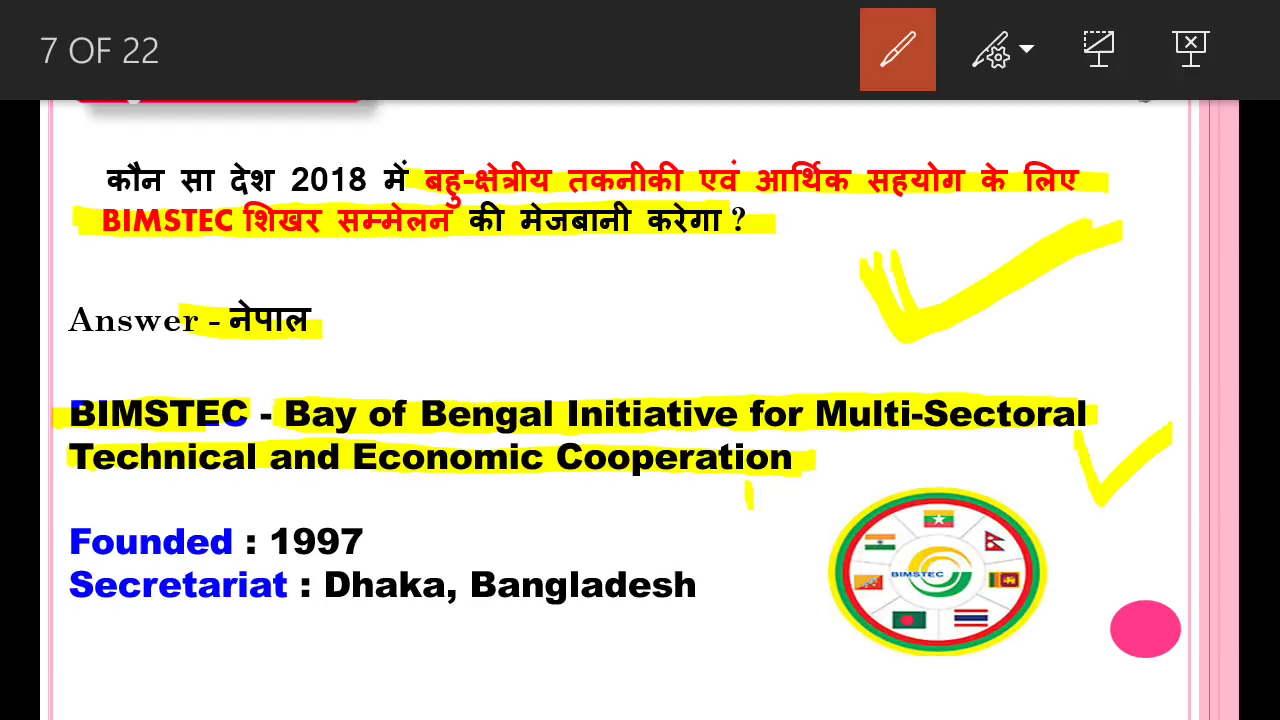 7 OF 22
कौन सा देश 2018 में बहु-क्षेत्रीय तकनीकी एवं आर्थिक सहयोग के लिए
BIMSTEC शिखर सम्मेलन की मेजबानी करेगा ?
Answer - नेपाल
BIMSTEC - Bay of Bengal Initiative for Multi-Sectoral
Technical and Economic Cooperation
Founded : 1997
Secretariat : Dhaka, Bangladesh
BIMSTEC